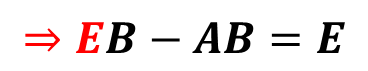 ⇒ EB − AB = E